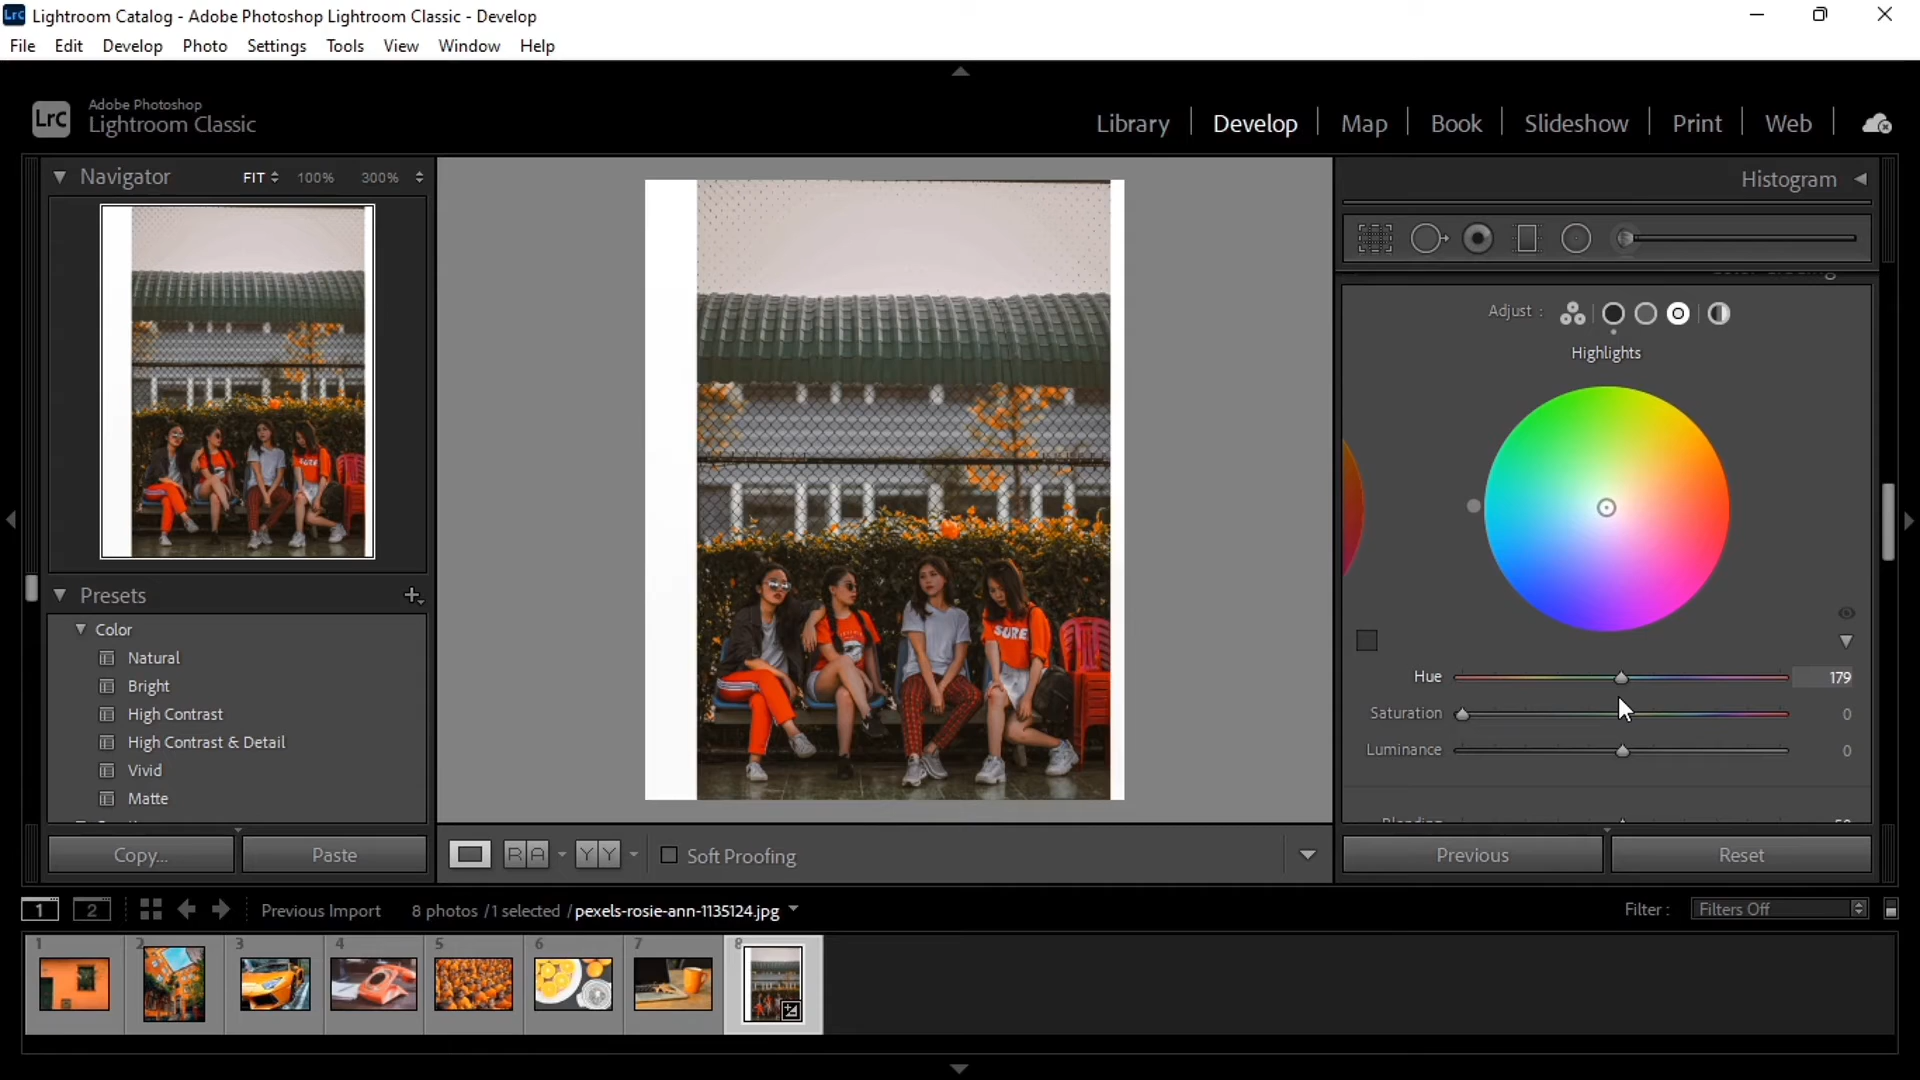 Lrc Lightroom Catalog - Adobe Photoshop Lightroom Classic - Develop
File Edit Develop Photo Settings Tools View Window Help
Lrc Adobe Photoshop
Lightroom Classic
Library Develop Map Book Slideshow Print Web
Navigator FIT 100% 300%
Histogram
Adjust :
Highlights
SURE
Hue 179
Saturation 0
Luminance 0
Presets
Color
Natural
Bright
High Contrast
High Contrast & Detail
Vivid
Matte
Copy... Paste
R A Y Y Soft Proofing
Previous Reset
1 2 Previous Import 8 photos / 1 selected / pexels-rosie-ann-1135124.jpg
Filter : Filters Off
1 2 3 4 5 6 7 8